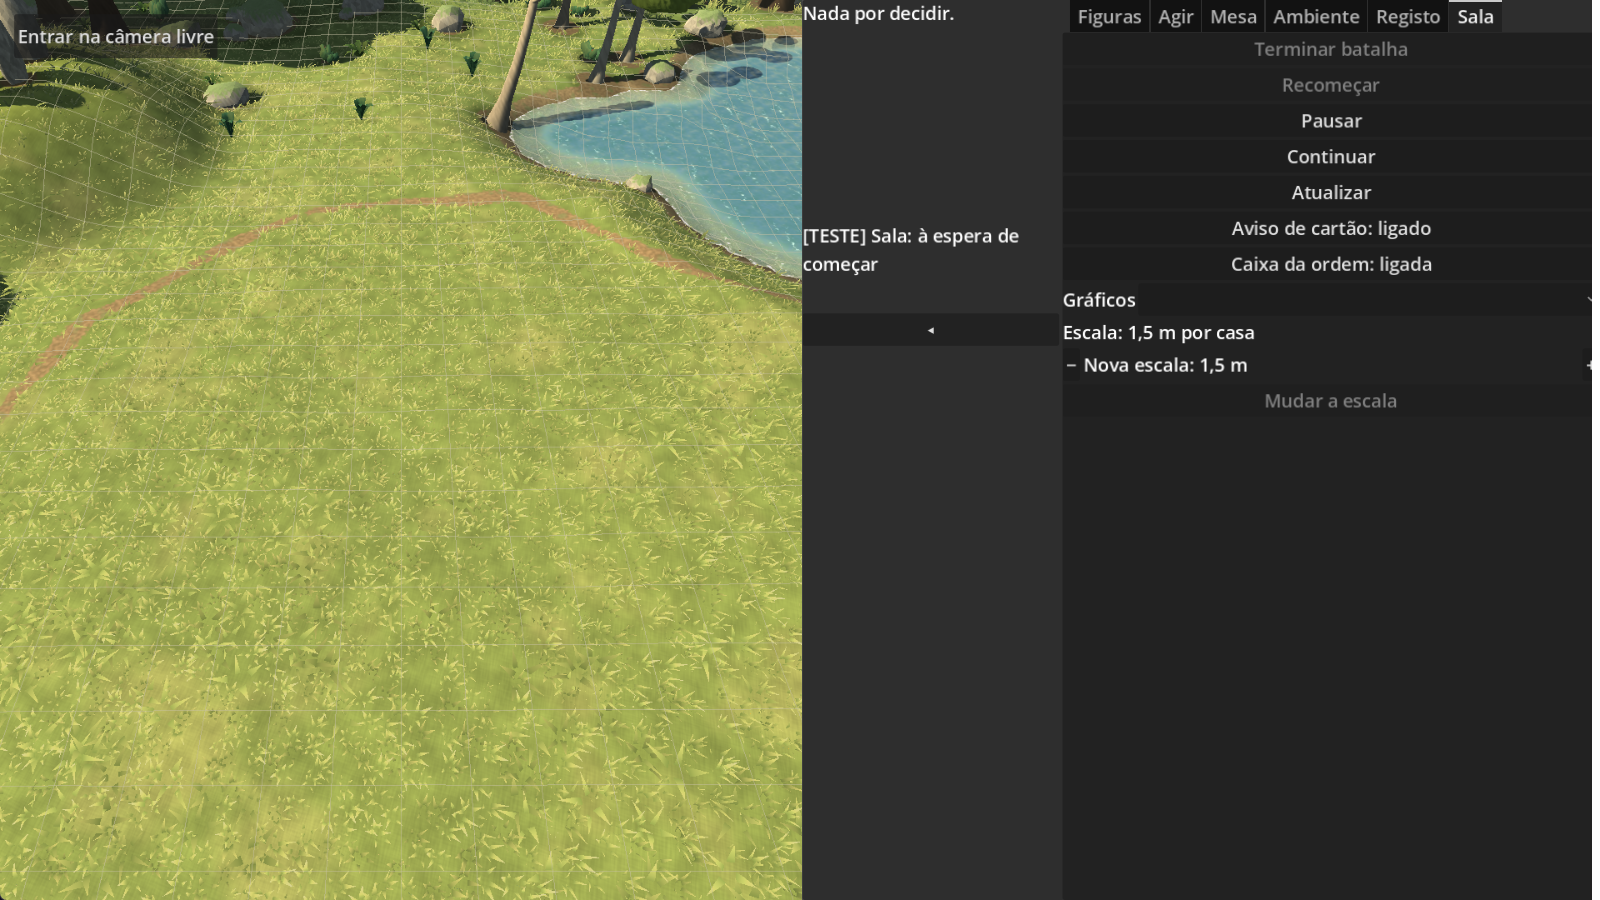 Entrar na câmera livre
Nada por decidir.
[TESTE] Sala: à espera de
começar
Figuras Agir Mesa Ambiente Registo Sala
Terminar batalha
Recomeçar
Pausar
Continuar
Atualizar
Aviso de cartão: ligado
Caixa da ordem: ligada
Gráficos
Escala: 1,5 m por casa
− Nova escala: 1,5 m +
Mudar a escala